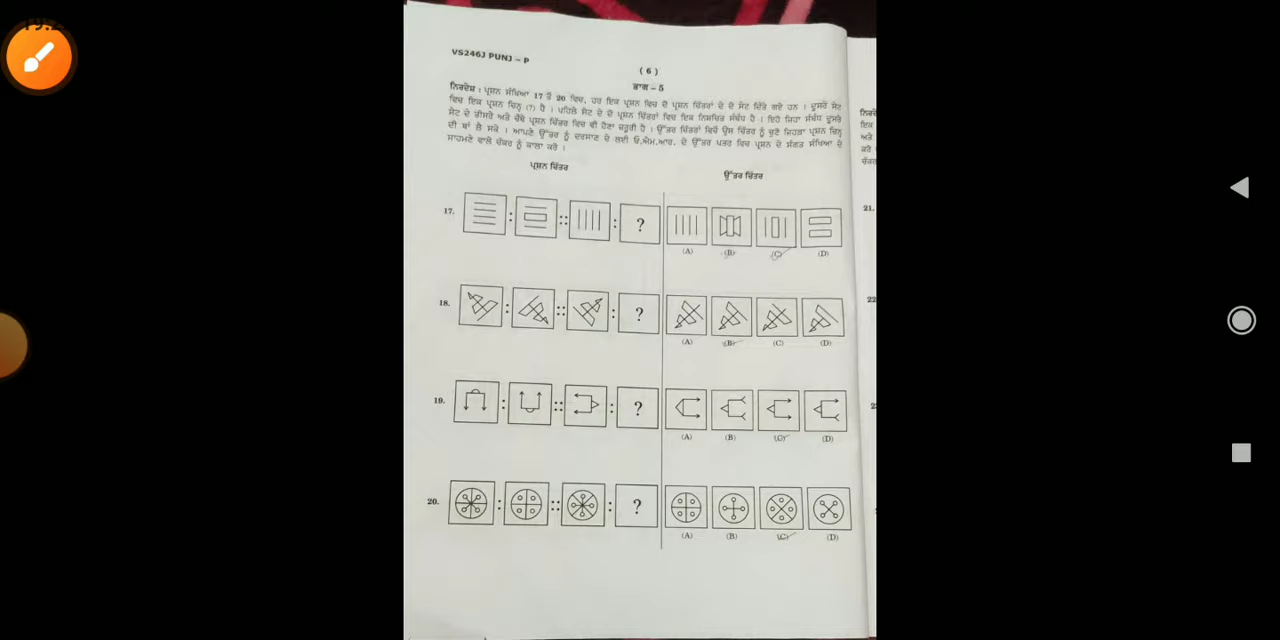 VS246J PUNJ – P
( 6 )
ਭਾਗ – 5
ਨਿਰਦੇਸ਼ : ਪ੍ਰਸ਼ਨ ਸੰਖਿਆ 17 ਤੋਂ 20 ਵਿਚ, ਹਰ ਇਕ ਪ੍ਰਸ਼ਨ ਵਿਚ ਦੋ ਪ੍ਰਸ਼ਨ ਚਿੱਤਰਾਂ ਦੇ ਦੋ ਸੇਟ ਦਿੱਤੇ ਗਏ ਹਨ । ਦੂਸਰੇ ਸੇਟ
ਵਿਚ ਇਕ ਪ੍ਰਸ਼ਨ ਚਿਨ੍ਹ (?) ਹੈ । ਪਹਿਲੇ ਸੇਟ ਦੇ ਦੋ ਪ੍ਰਸ਼ਨ ਚਿੱਤਰਾਂ ਵਿਚ ਇਕ ਨਿਸ਼ਚਿਤ ਸੰਬੰਧ ਹੈ । ਇਹੋ ਜਿਹਾ ਸੰਬੰਧ ਦੂਸਰੇ
ਸੇਟ ਦੇ ਤੀਸਰੇ ਅਤੇ ਚੌਥੇ ਪ੍ਰਸ਼ਨ ਚਿੱਤਰ ਵਿਚ ਵੀ ਹੋਣਾ ਜ਼ਰੂਰੀ ਹੈ । ਉੱਤਰ ਚਿੱਤਰਾਂ ਵਿਚੋਂ ਉਸ ਚਿੱਤਰ ਨੂੰ ਚੁਣੋ ਜਿਹੜਾ ਪ੍ਰਸ਼ਨ ਚਿਨ੍ਹ
ਦੀ ਥਾਂ ਲੈ ਸਕੇ । ਆਪਣੇ ਉੱਤਰ ਨੂੰ ਦਰਸਾਣ ਦੇ ਲਈ ਓ.ਐਮ.ਆਰ. ਦੇ ਉੱਤਰ ਪਤਰ ਵਿਚ ਪ੍ਰਸ਼ਨ ਦੇ ਸੰਗਤ ਸੰਖਿਆ ਦੇ
ਸਾਹਮਣੇ ਵਾਲੇ ਚੱਕਰ ਨੂੰ ਕਾਲਾ ਕਰੋ ।
ਪ੍ਰਸ਼ਨ ਚਿੱਤਰ ਉੱਤਰ ਚਿੱਤਰ
17. : :: : ?
(A) (B) (C) (D)
18. : :: : ?
(A) (B) (C) (D)
19. : :: : ?
(A) (B) (C) (D)
20. : :: : ?
(A) (B) (C) (D)
21.
22